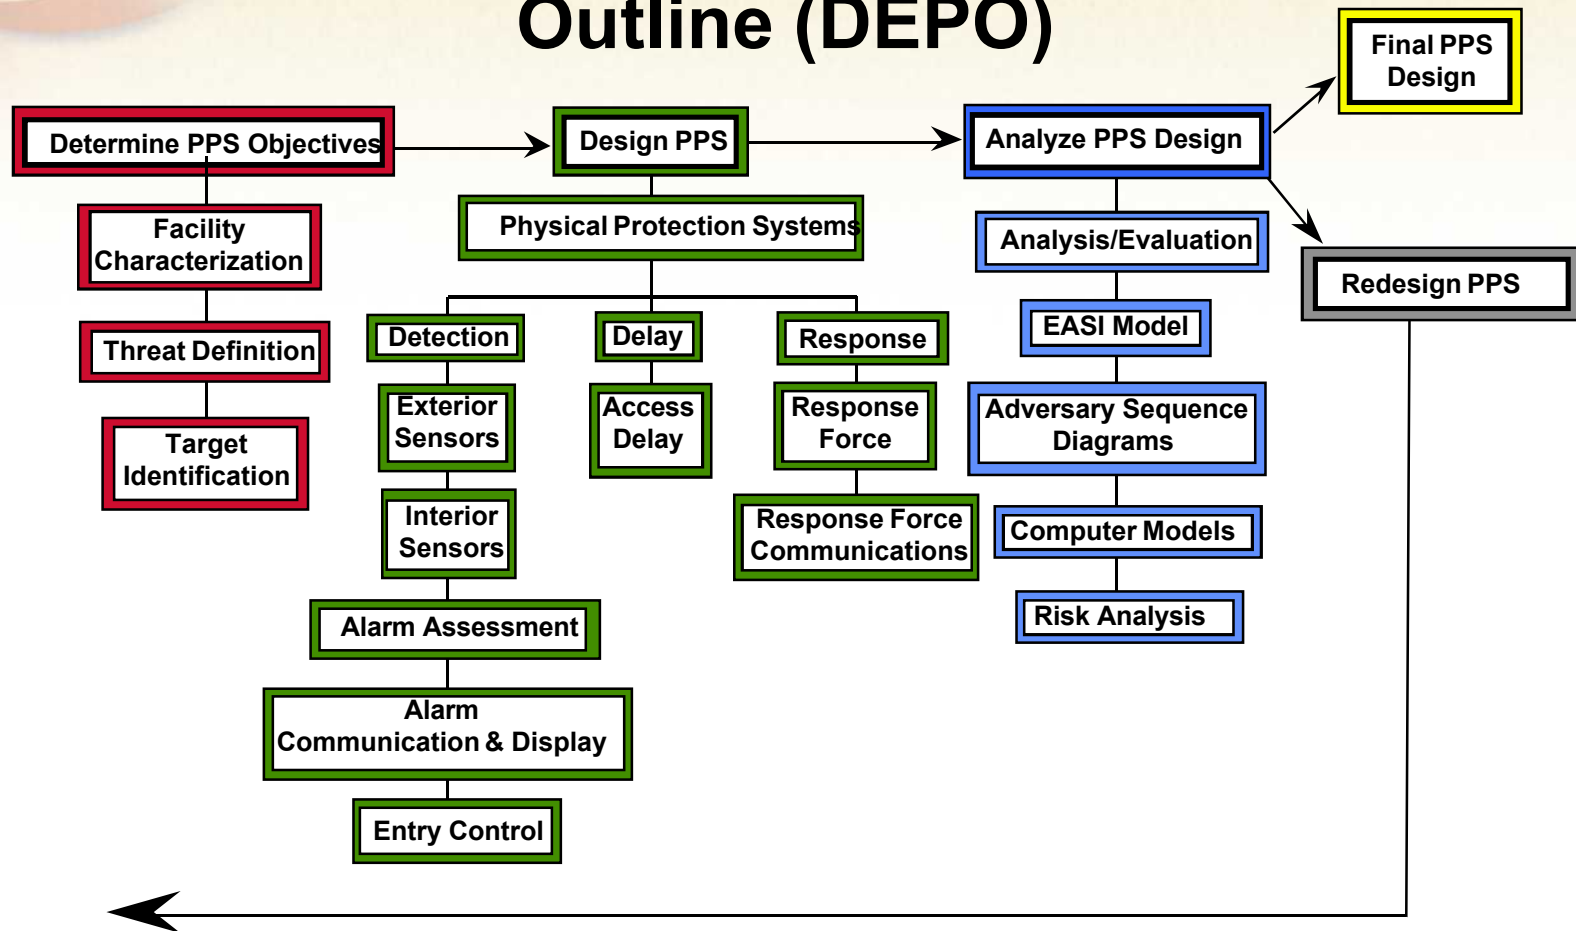 Outline (DEPO)
Final PPS
Design
Determine PPS Objectives
Design PPS
Analyze PPS Design
Redesign PPS
Facility
Characterization
Threat Definition
Target
Identification
Physical Protection Systems
Detection
Exterior
Sensors
Interior
Sensors
Alarm Assessment
Alarm
Communication & Display
Entry Control
Delay
Access
Delay
Response
Response
Force
Response Force
Communications
Analysis/Evaluation
EASI Model
Adversary Sequence
Diagrams
Computer Models
Risk Analysis